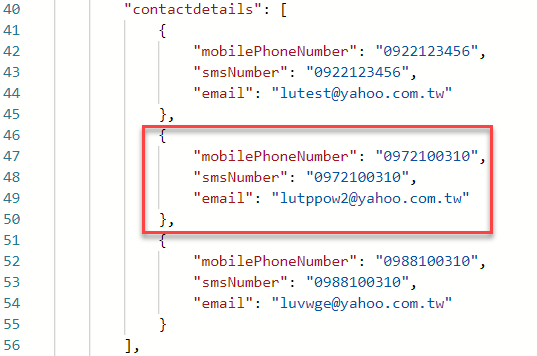 40 "contactdetails": [
41 {
42 "mobilePhoneNumber": "0922123456",
43 "smsNumber": "0922123456",
44 "email": "lutest@yahoo.com.tw"
45 },
46 {
47 "mobilePhoneNumber": "0972100310",
48 "smsNumber": "0972100310",
49 "email": "lutppow2@yahoo.com.tw"
50 },
51 {
52 "mobilePhoneNumber": "0988100310",
53 "smsNumber": "0988100310",
54 "email": "luvwge@yahoo.com.tw"
55 }
56 ],